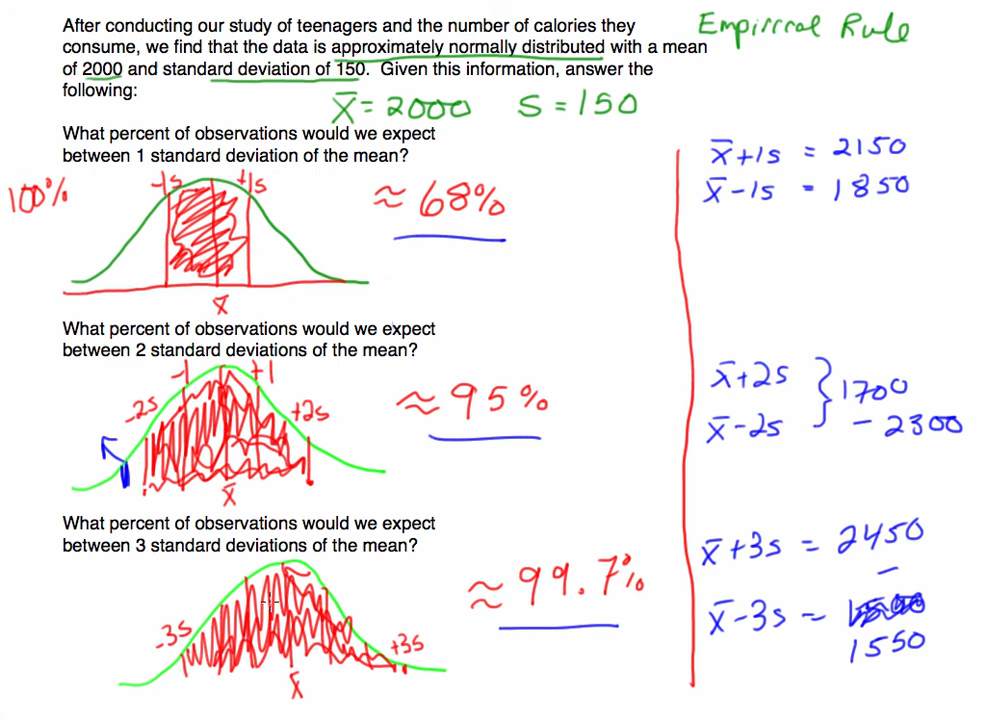 After conducting our study of teenagers and the number of calories they
consume, we find that the data is approximately normally distributed with a mean
of 2000 and standard deviation of 150. Given this information, answer the
following:
Empirrcal Rule
x̄ = 2000 S = 150
What percent of observations would we expect
between 1 standard deviation of the mean?
100%
-1s +1s
≈ 68%
x̄
x̄+1s = 2150
x̄-1s = 1850
What percent of observations would we expect
between 2 standard deviations of the mean?
-1 +1
-2s +2s
≈ 95%
x̄
x̄+2s } 1700
x̄-2s - 2300
What percent of observations would we expect
between 3 standard deviations of the mean?
-3s +3s
≈ 99.7%
x̄
x̄+3s = 2450
-
x̄-3s =
1550